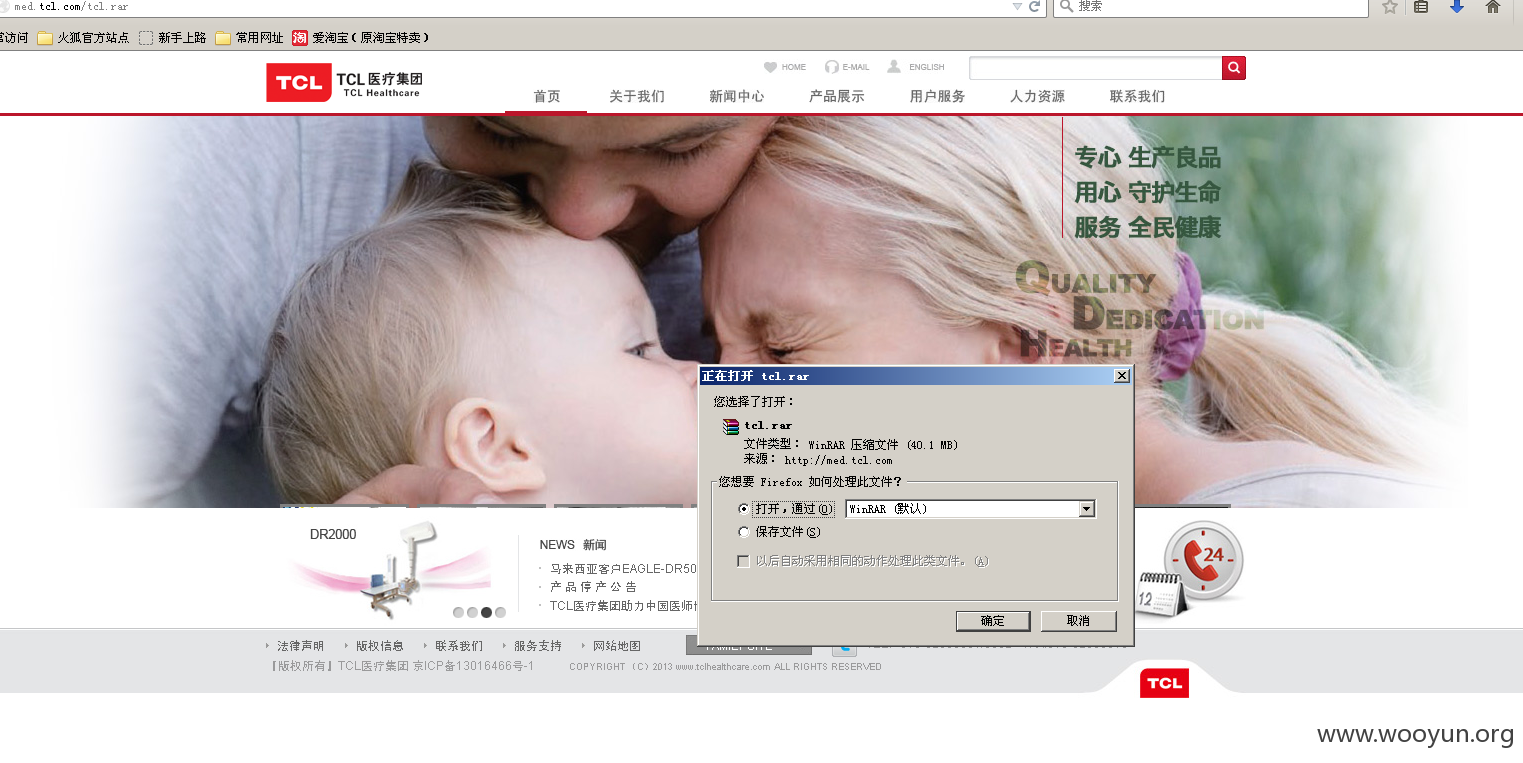 med.tcl.com/tcl.rar
搜索
访问 火狐官方站点 新手上路 常用网址 淘 爱淘宝（原淘宝特卖）
TCL TCL 医疗集团
TCL Healthcare
HOME E-MAIL ENGLISH
首页 关于我们 新闻中心 产品展示 用户服务 人力资源 联系我们
专心 生产良品
用心 守护生命
服务 全民健康
QUALITY
DEDICATION
HEALTH
正在打开 tcl.rar
您选择了打开：
tcl.rar
文件类型： WinRAR 压缩文件 (40.1 MB)
来源： http://med.tcl.com
您想要 Firefox 如何处理此文件？
打开，通过(O) WinRAR (默认)
保存文件(S)
以后自动采用相同的动作处理此类文件。(A)
确定 取消
DR2000
NEWS 新闻
马来西亚客户EAGLE-DR50
产 品 停 产 公 告
TCL医疗集团助力中国医师
24
12
法律声明 版权信息 联系我们 服务支持 网站地图
FAMILY SITE
【版权所有】TCL医疗集团 京ICP备13016466号-1 COPYRIGHT (C) 2013 www.tclhealthcare.com ALL RIGHTS RESERVED
TCL
www.wooyun.org